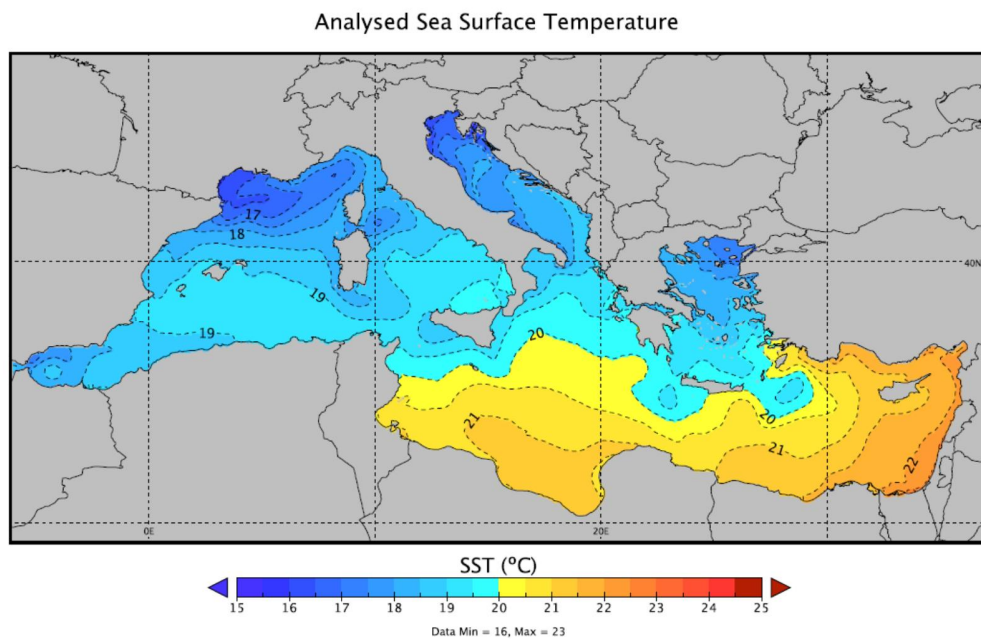 Analysed Sea Surface Temperature
17
18
19
19
20
20
21
21
22
40N
0E
20E
SST (ºC)
15 16 17 18 19 20 21 22 23 24 25
Data Min = 16, Max = 23